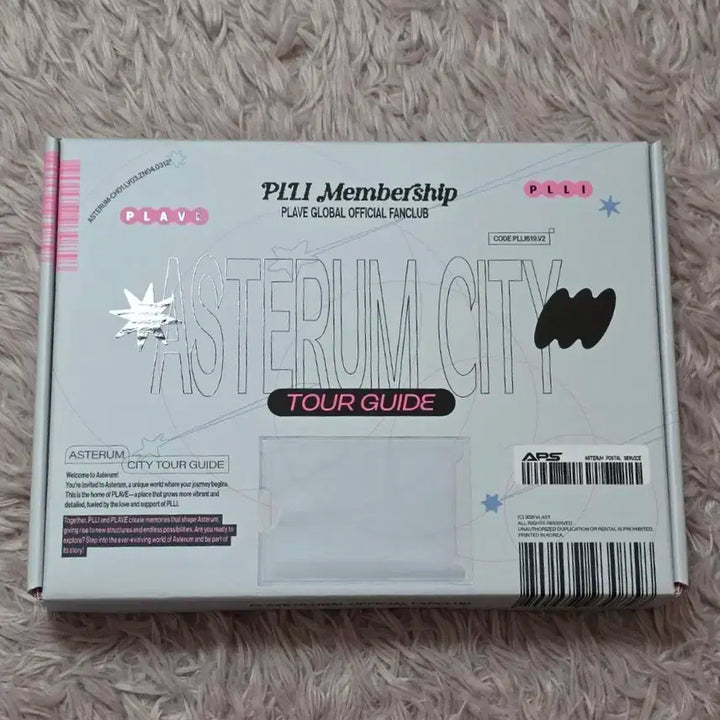 ASTERUM-CH01.LV03.ZN04.0312
PLAVE
PLLI Membership
PLAVE GLOBAL OFFICIAL FANCLUB
PLLI
CODE PLLI619.V2
ASTERUM CITY
TOUR GUIDE
ASTERUM
CITY TOUR GUIDE
Welcome to Asterum!
You're invited to Asterum, a unique world where your journey begins.
This is the home of PLAVE—a place that grows more vibrant and
detailed, fueled by the love and support of PLLI.
Together, PLLI and PLAVE create memories that shape Asterum,
giving rise to new structures and endless possibilities. Are you ready to
explore? Step into the ever-evolving world of Asterum and be part of
its story!
APS
ASTERUM POSTAL SERVICE
ALL RIGHTS RESERVED.
UNAUTHORIZED DUPLICATION OR RENTAL IS PROHIBITED.
PRINTED IN KOREA.
PLAVE GLOBAL OFFICIAL FANCLUB